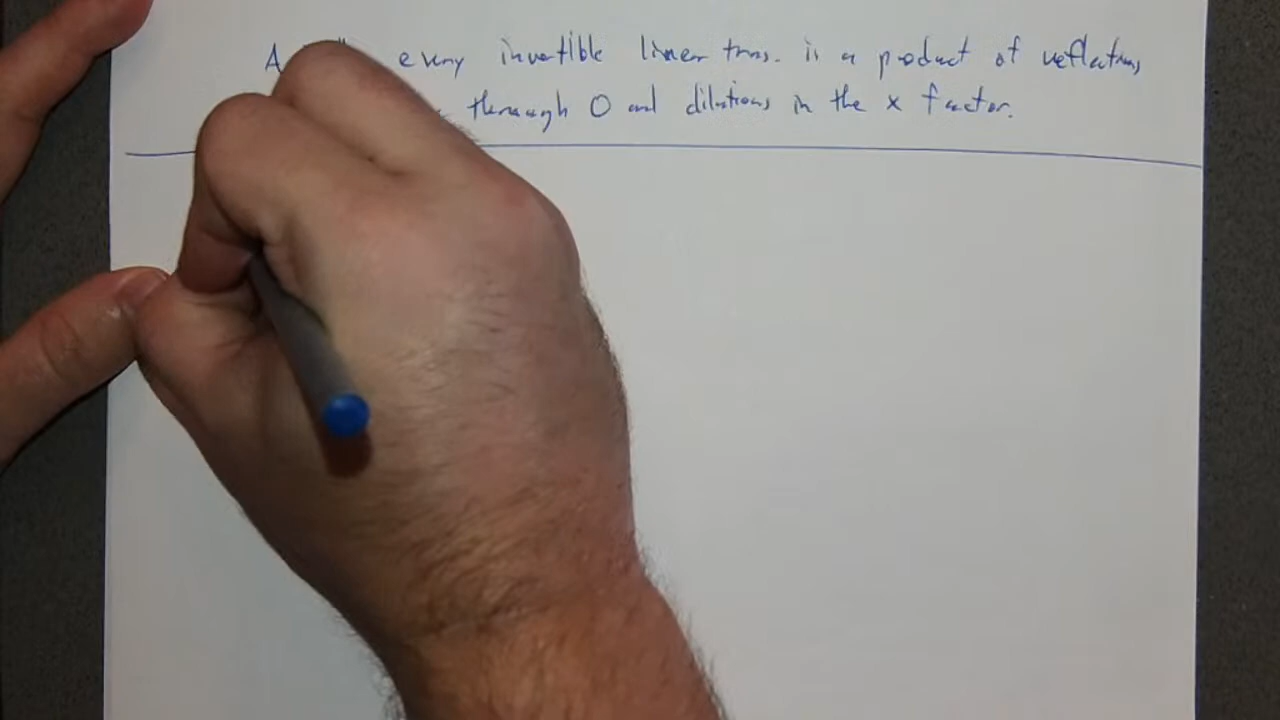 every invertible linear trans. is a product of reflections
through O and dilations in the x factor.